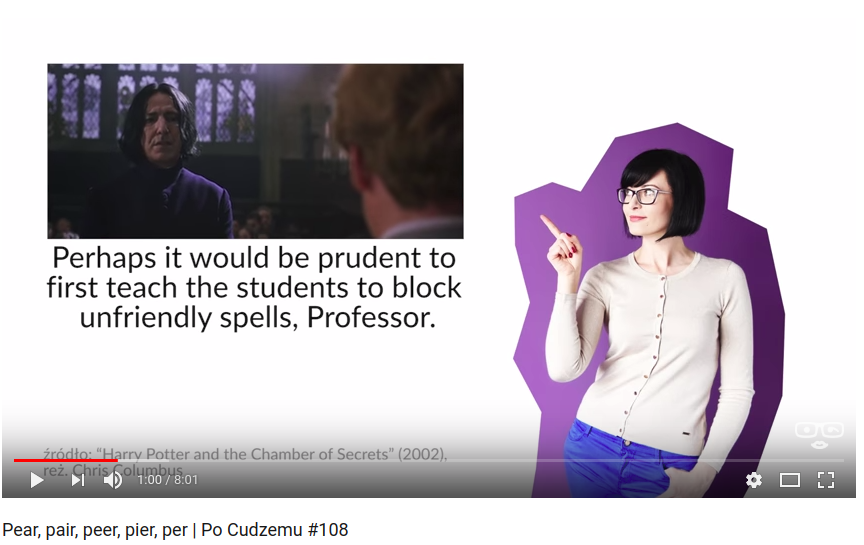 Perhaps it would be prudent to
first teach the students to block
unfriendly spells, Professor.
źródło: "Harry Potter and the Chamber of Secrets" (2002),
reż. Chris Columbus
1:00 / 8:01
Pear, pair, peer, pier, per | Po Cudzemu #108